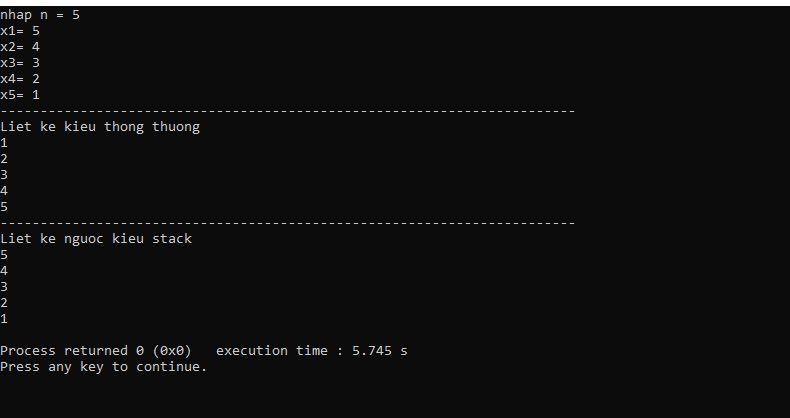 nhap n = 5
x1= 5
x2= 4
x3= 3
x4= 2
x5= 1
------------------------------------------------------------------------
Liet ke kieu thong thuong
1
2
3
4
5
------------------------------------------------------------------------
Liet ke nguoc kieu stack
5
4
3
2
1
Process returned 0 (0x0)   execution time : 5.745 s
Press any key to continue.